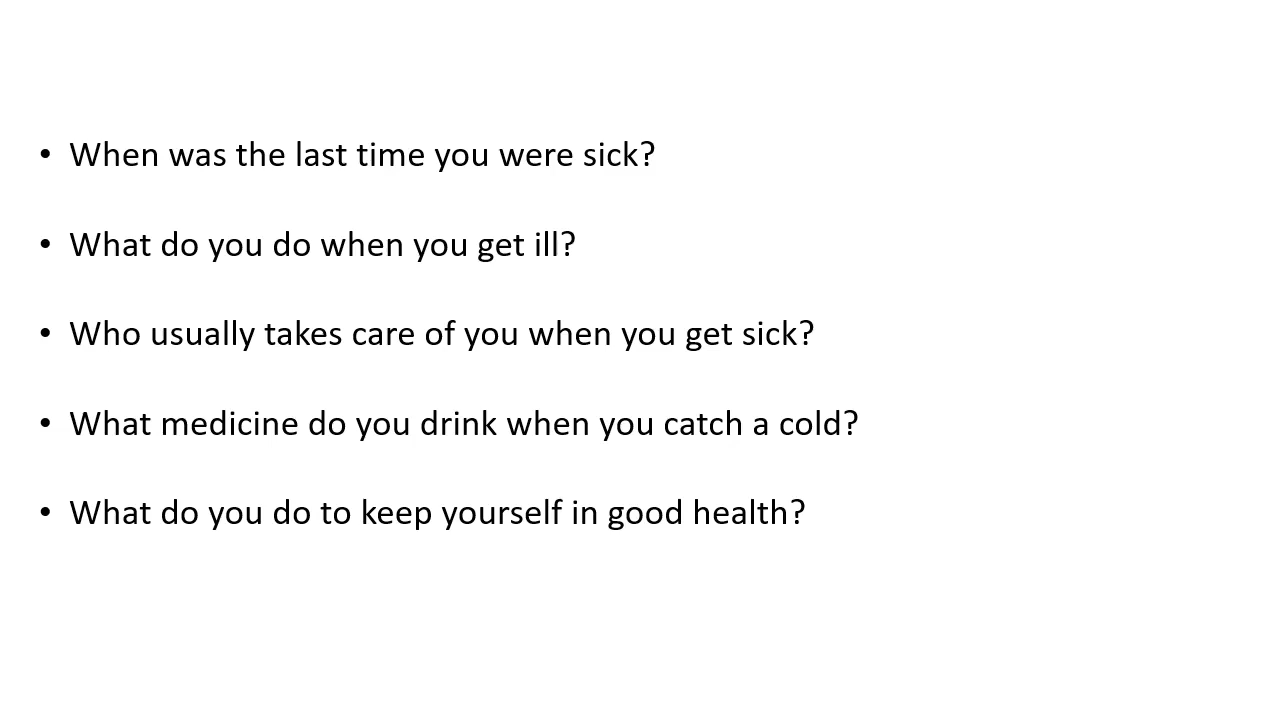 • When was the last time you were sick?
• What do you do when you get ill?
• Who usually takes care of you when you get sick?
• What medicine do you drink when you catch a cold?
• What do you do to keep yourself in good health?